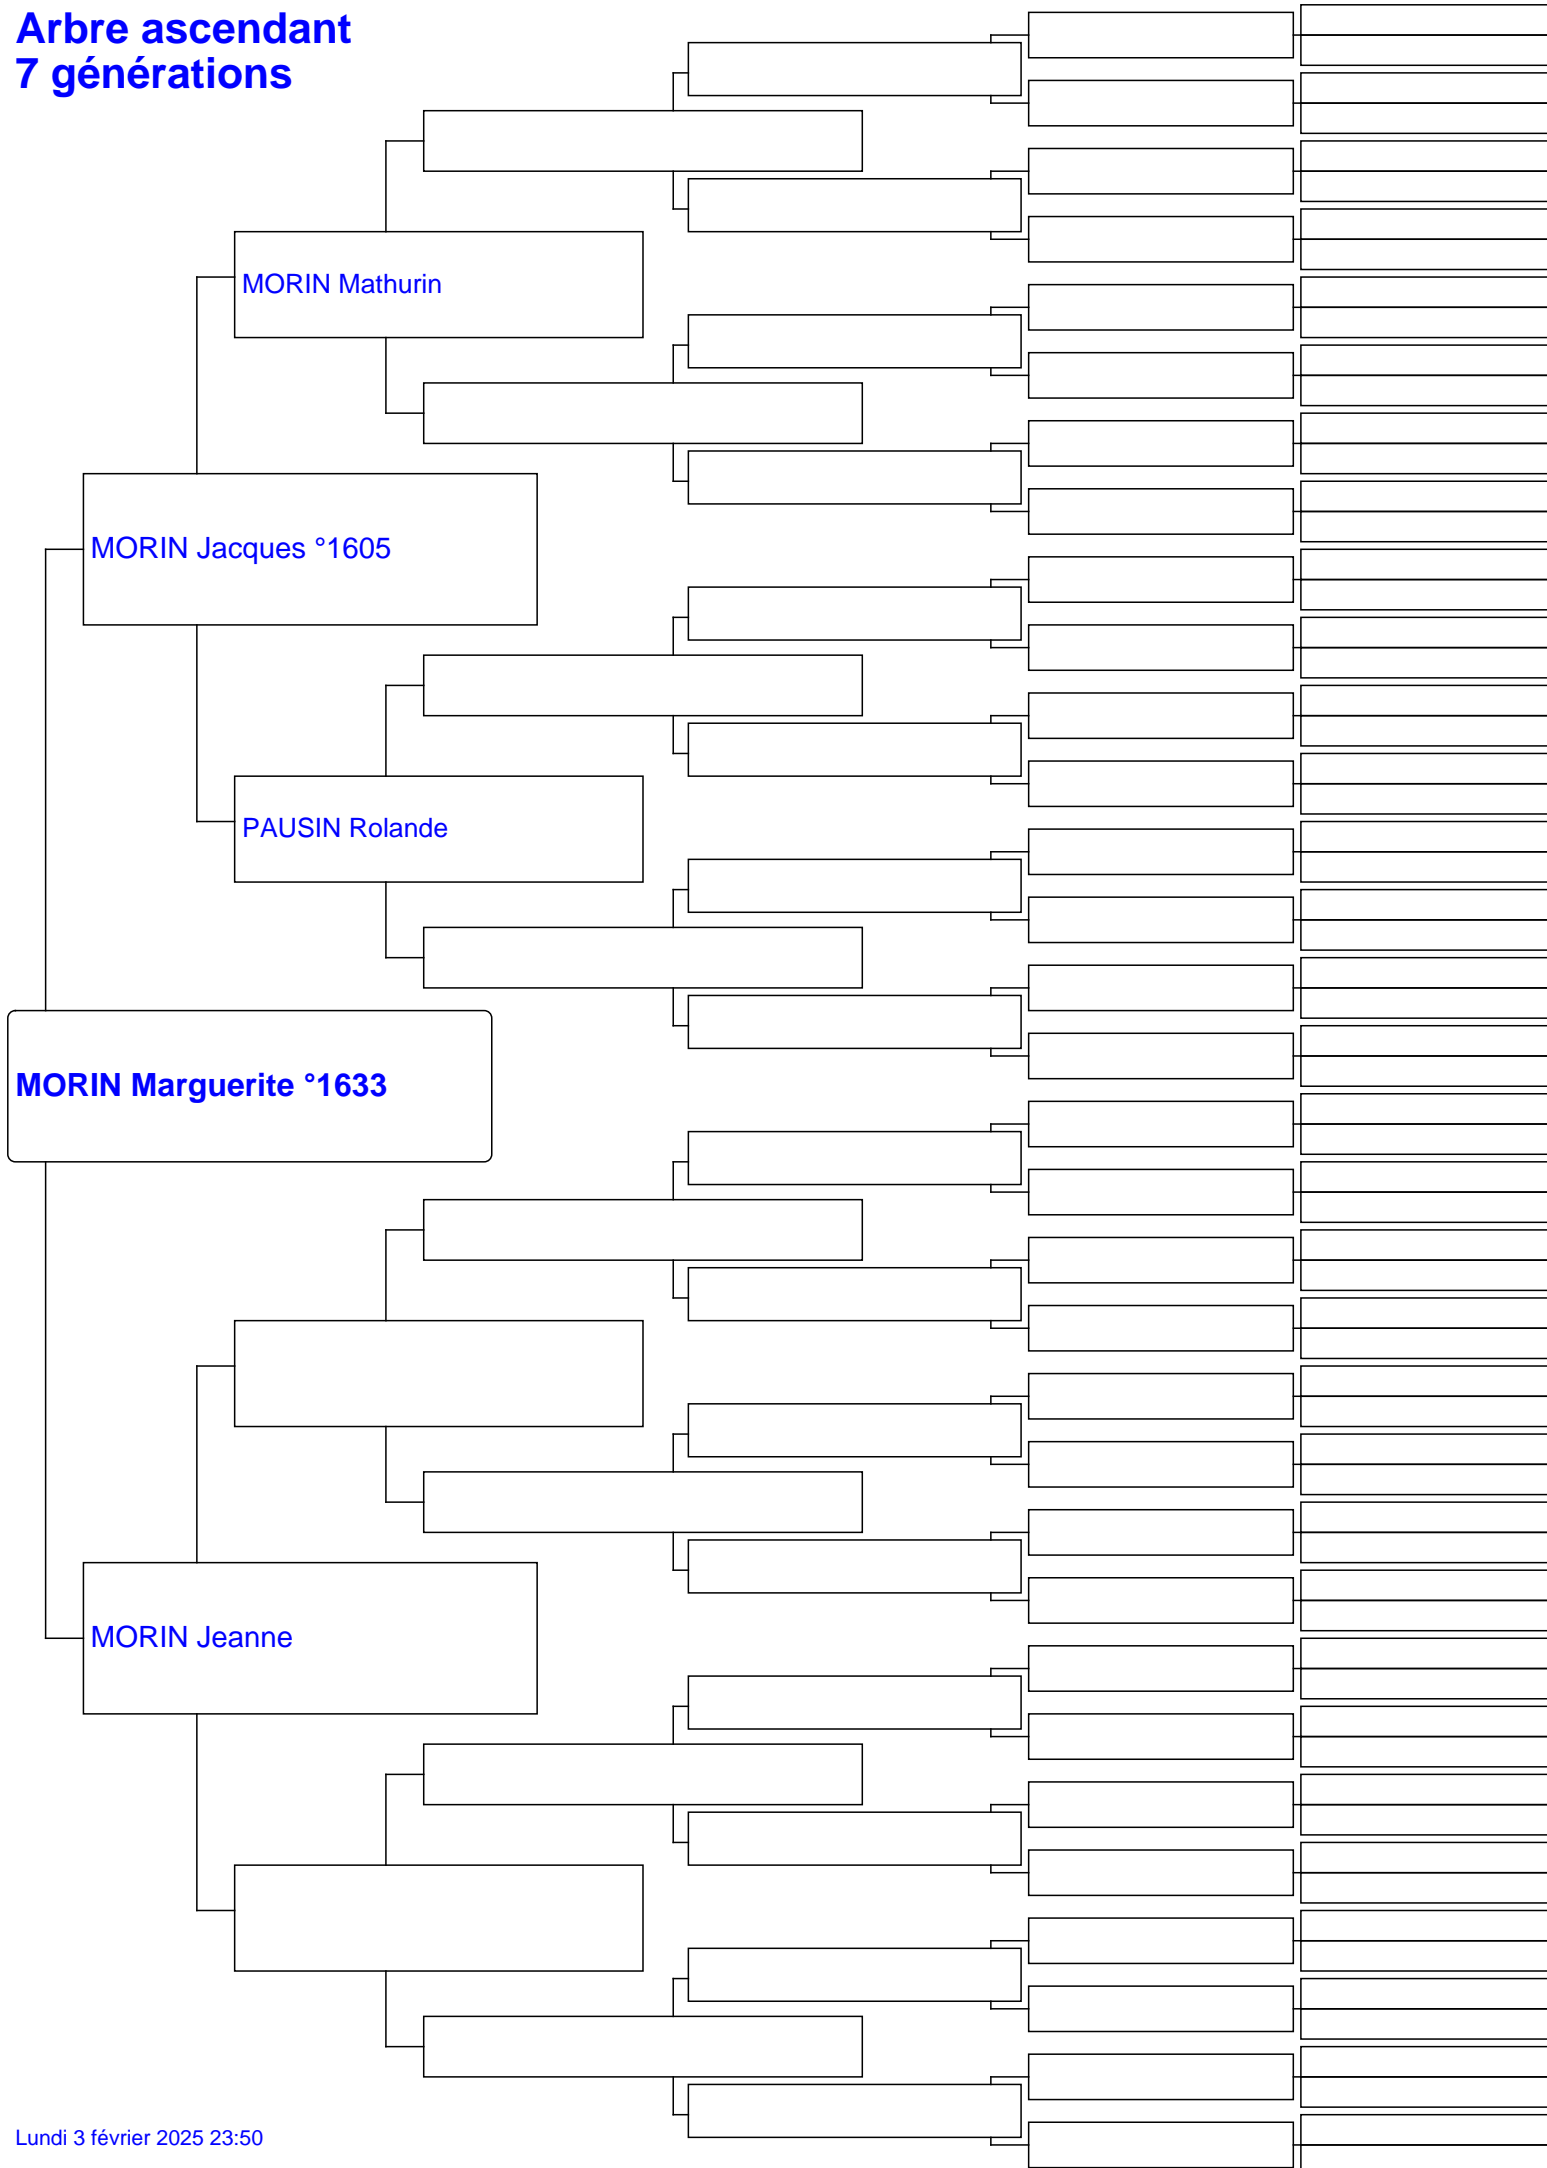 Arbre ascendant
7 générations
MORIN Mathurin
MORIN Jacques °1605
PAUSIN Rolande
MORIN Marguerite °1633
MORIN Jeanne
Lundi 3 février 2025 23:50